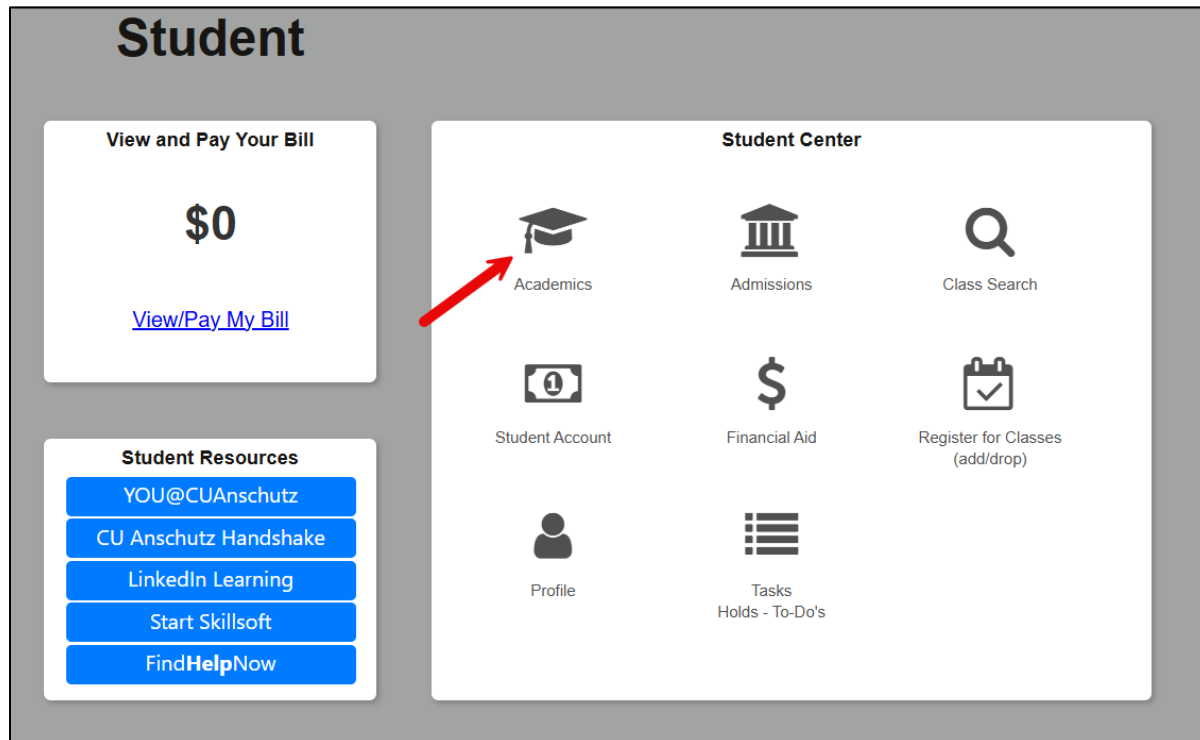 Student
View and Pay Your Bill
$0
View/Pay My Bill
Student Resources
YOU@CUAnschutz
CU Anschutz Handshake
LinkedIn Learning
Start Skillsoft
FindHelpNow
Student Center
Academics
Admissions
Class Search
1
Student Account
$
Financial Aid
Register for Classes
(add/drop)
Profile
Tasks
Holds - To-Do's